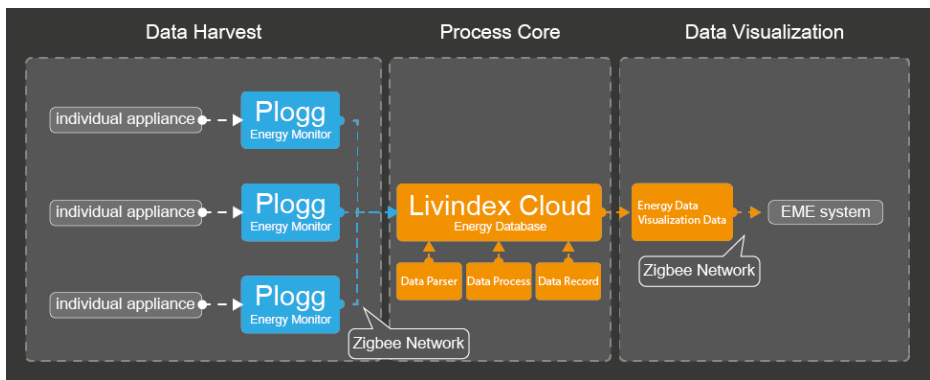 Data Harvest
Process Core
Data Visualization
individual appliance
Plogg
Energy Monitor
individual appliance
Plogg
Energy Monitor
individual appliance
Plogg
Energy Monitor
Zigbee Network
Livindex Cloud
Energy Database
Data Parser
Data Process
Data Record
Energy Data
Visualization Data
EME system
Zigbee Network